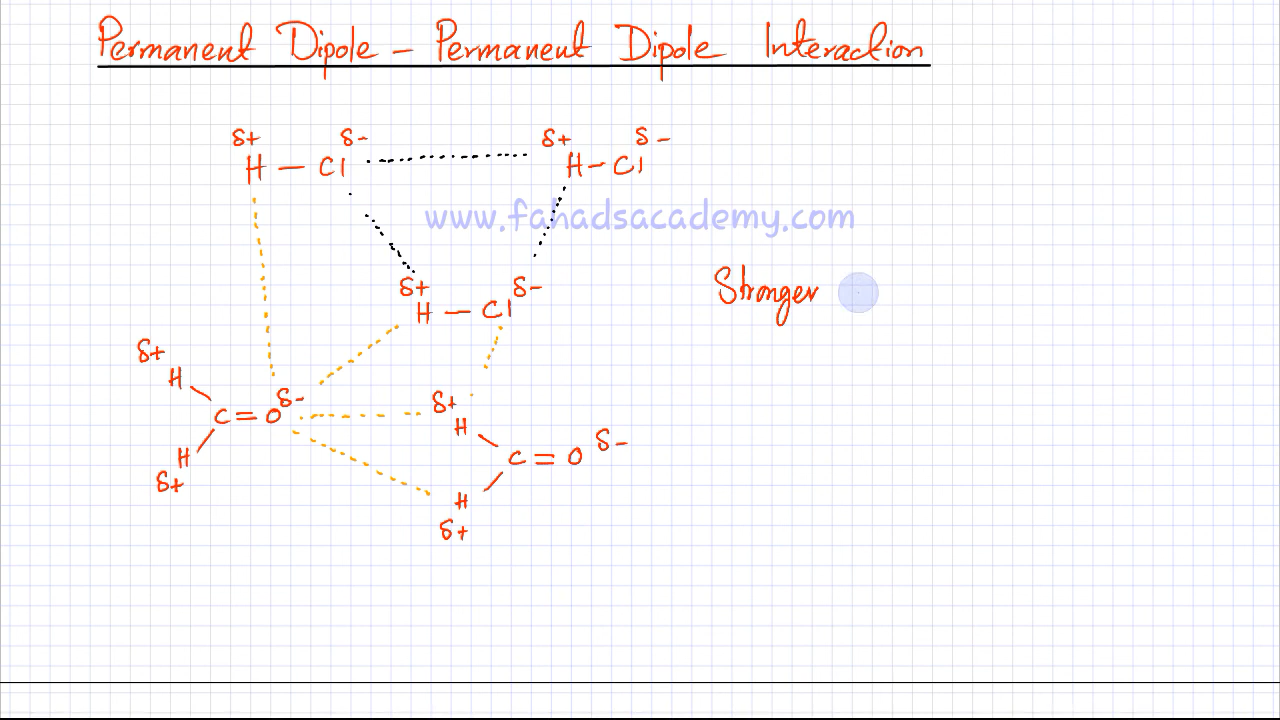 Permanent Dipole – Permanent Dipole Interaction
δ+ δ- δ+ δ-
H — Cl H – Cl
www.fahadsacademy.com
δ+ δ-
H — Cl
Stronger
δ+
H
δ-
C = O
H
δ+
δ+
H
δ-
C = O
H
δ+